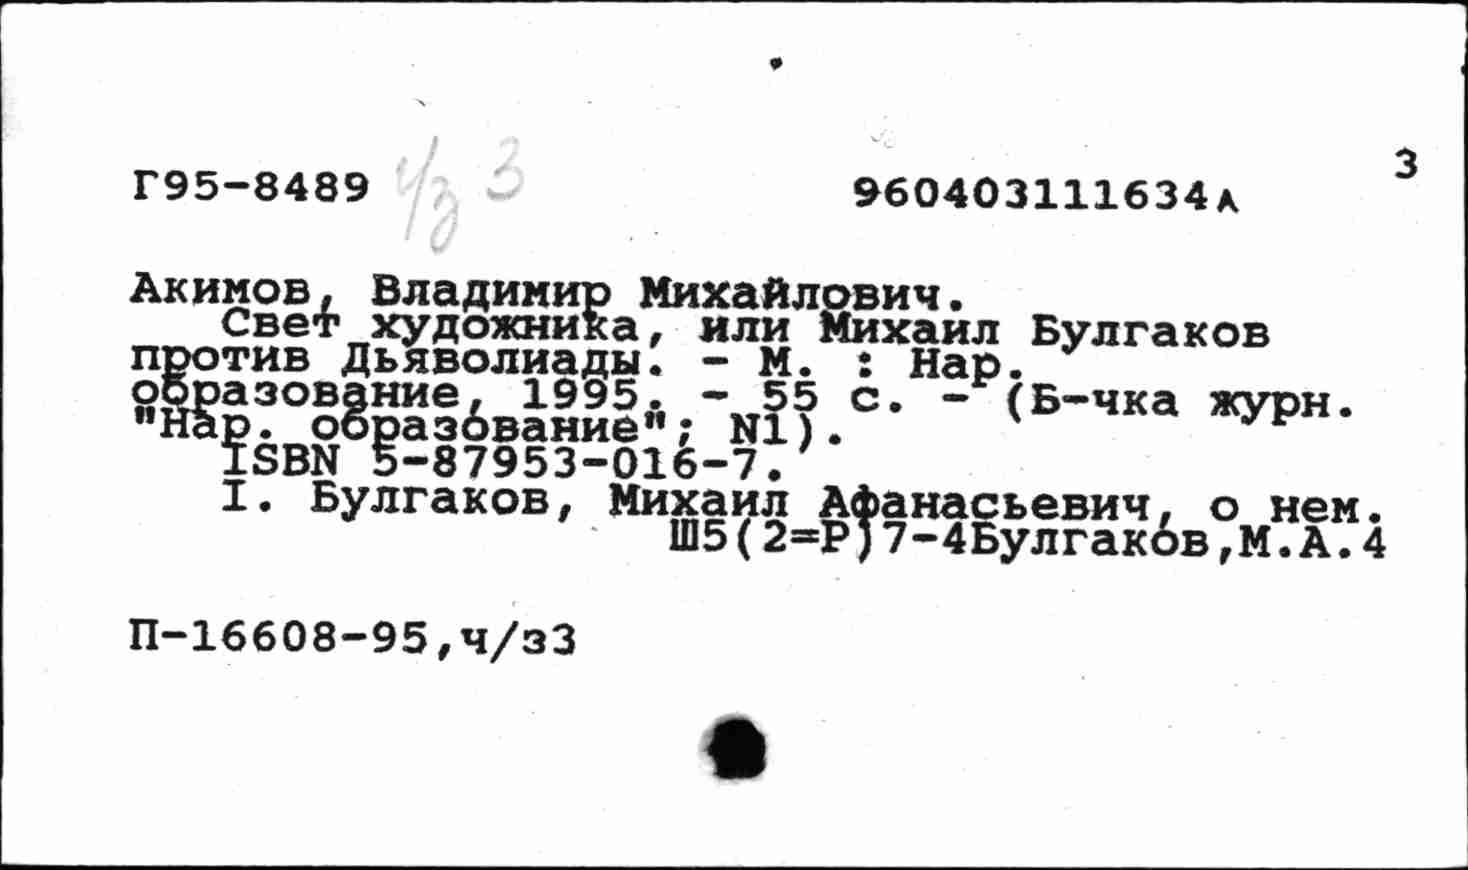 3
Г95-8489 ч/з 3 960403111634А
Акимов, Владимир Михайлович.
Свет художника, или Михаил Булгаков
против Дьяволиады. - М. : Нар.
образование, 1995. - 55 с. - (Б-чка журн.
"Нар. образование"; N1).
ISBN 5-87953-016-7.
I. Булгаков, Михаил Афанасьевич, о нем.
Ш5(2=Р)7-4Булгаков,М.А.4
П-16608-95,ч/з3